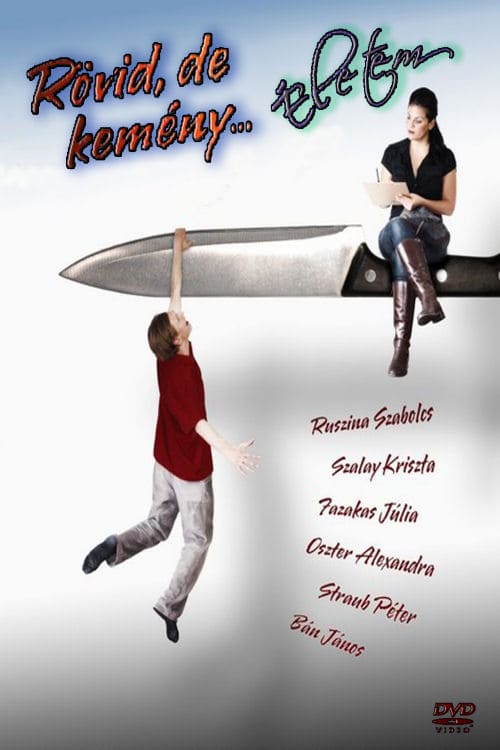 Rövid, de
kemény...
Életem
Ruszina Szabolcs
Szalay Kriszta
Fazakas Júlia
Oszter Alexandra
Straub Péter
Bán János
DVD
VIDEO